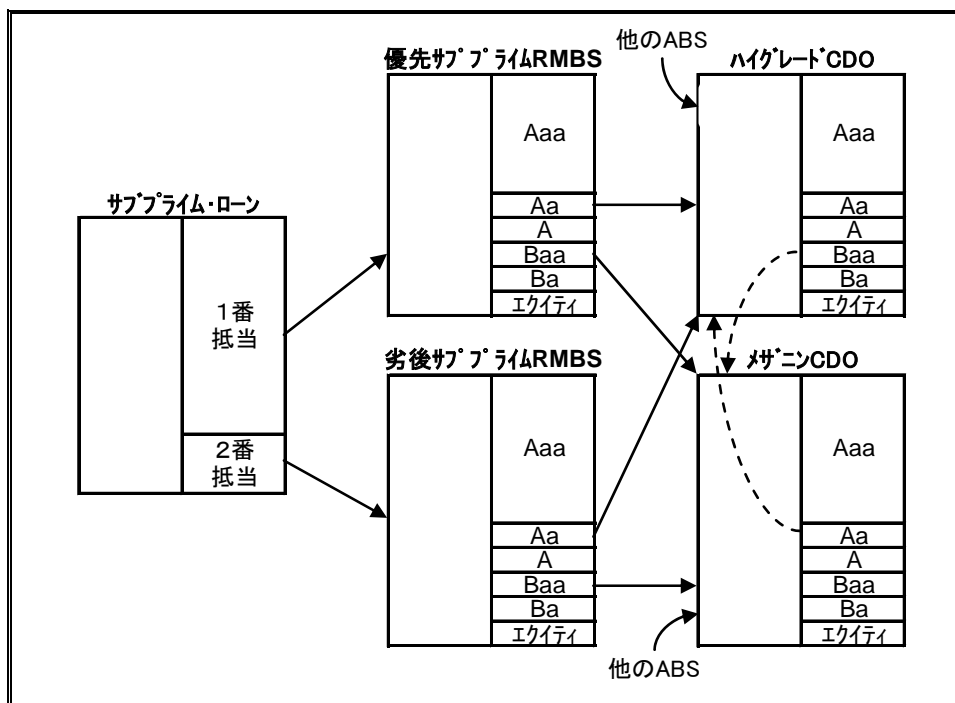 他のABS
優先サブプライムRMBS
ハイグレードCDO
Aaa
Aa
A
Baa
Ba
エクイティ
Aaa
Aa
A
Baa
Ba
エクイティ
サブプライム・ローン
1番
抵当
2番
抵当
劣後サブプライムRMBS
メザニンCDO
Aaa
Aa
A
Baa
Ba
エクイティ
Aaa
Aa
A
Baa
Ba
エクイティ
他のABS